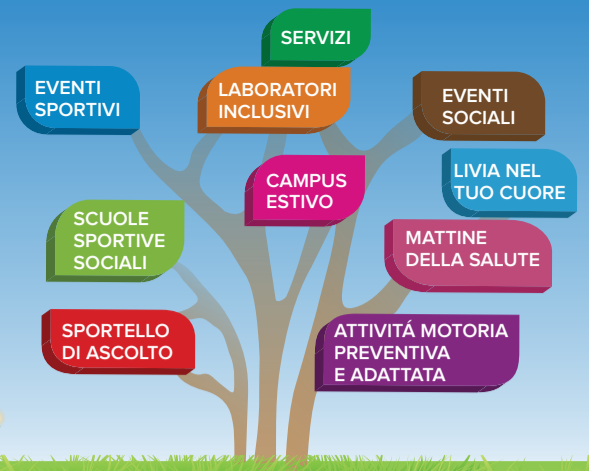 SERVIZI
EVENTI
SPORTIVI
LABORATORI
INCLUSIVI
EVENTI
SOCIALI
CAMPUS
ESTIVO
LIVIA NEL
TUO CUORE
SCUOLE
SPORTIVE
SOCIALI
MATTINE
DELLA SALUTE
SPORTELLO
DI ASCOLTO
ATTIVITÁ MOTORIA
PREVENTIVA
E ADATTATA